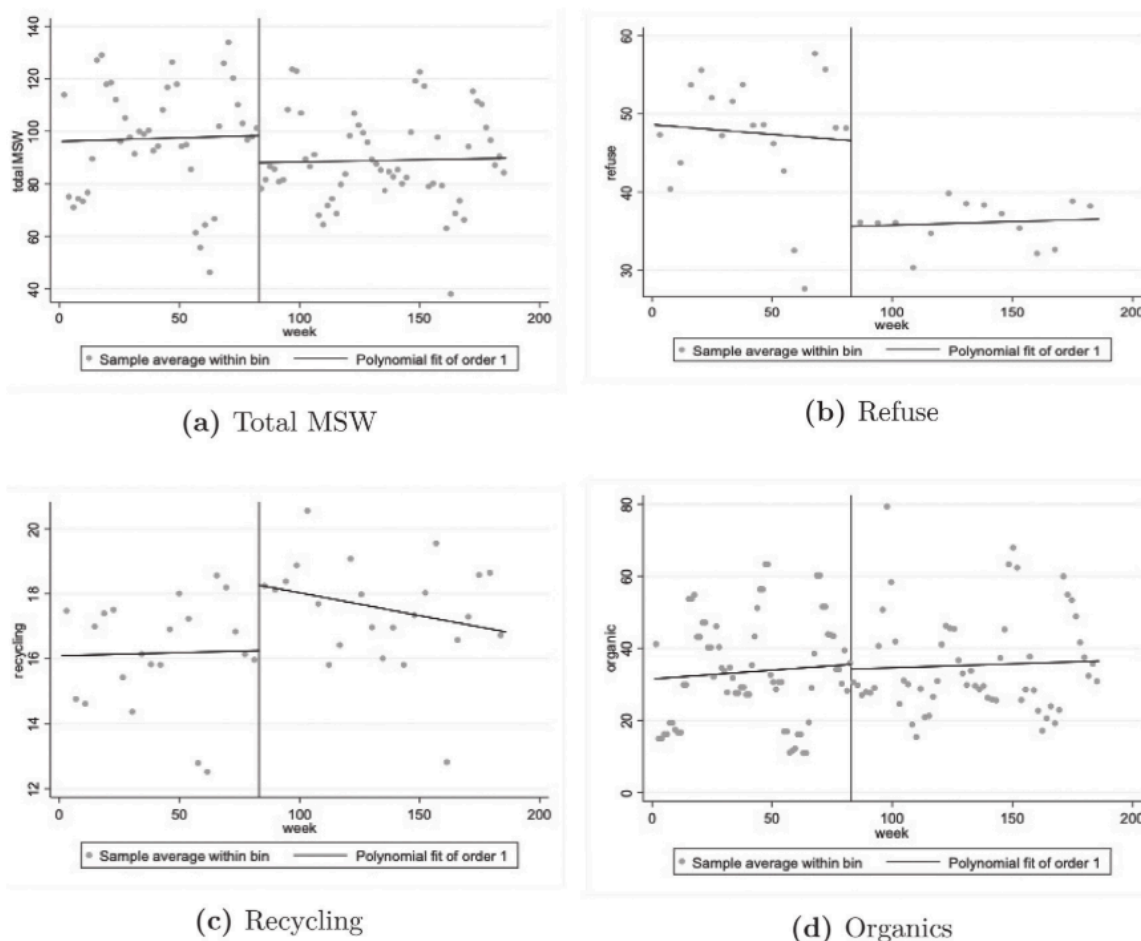 total MSW
140
120
100
80
60
40
0 50 100 150 200
week
Sample average within bin Polynomial fit of order 1
(a) Total MSW
refuse
60
50
40
30
0 50 100 150 200
week
Sample average within bin Polynomial fit of order 1
(b) Refuse
recycling
20
18
16
14
12
0 50 100 150 200
week
Sample average within bin Polynomial fit of order 1
(c) Recycling
organic
80
60
40
20
0
0 50 100 150 200
week
Sample average within bin Polynomial fit of order 1
(d) Organics